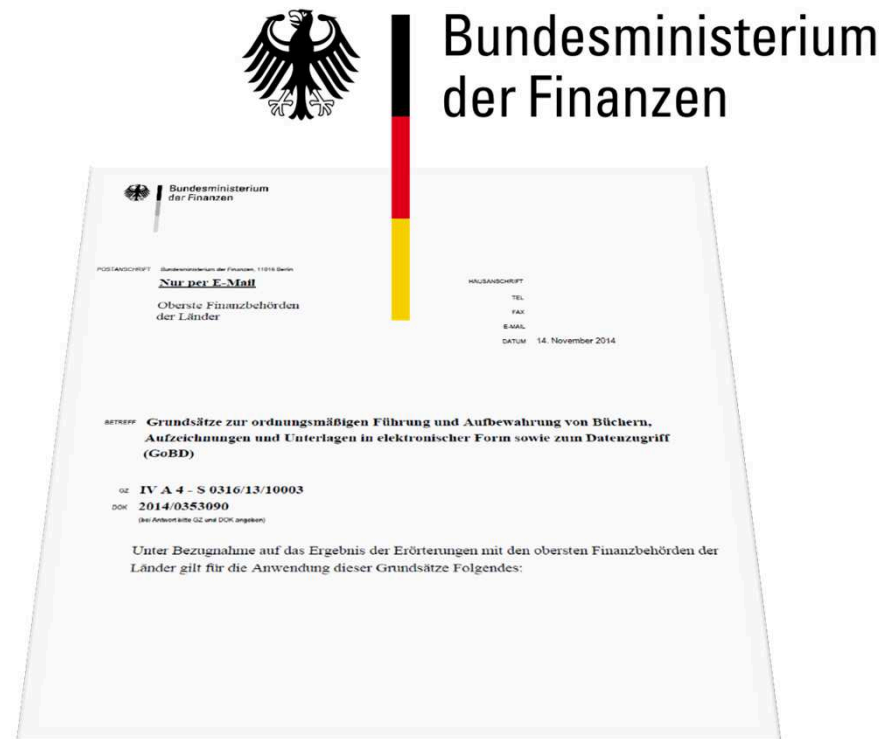 Bundesministerium
der Finanzen
Bundesministerium
der Finanzen
POSTANSCHRIFT Bundesministerium der Finanzen, 11016 Berlin
Nur per E-Mail
Oberste Finanzbehörden
der Länder
HAUSANSCHRIFT
TEL
FAX
E-MAIL
DATUM 14. November 2014
BETREFF Grundsätze zur ordnungsmäßigen Führung und Aufbewahrung von Büchern,
Aufzeichnungen und Unterlagen in elektronischer Form sowie zum Datenzugriff
(GoBD)
GZ IV A 4 - S 0316/13/10003
DOK 2014/0353090
(bei Antwort bitte GZ und DOK angeben)
Unter Bezugnahme auf das Ergebnis der Erörterungen mit den obersten Finanzbehörden der
Länder gilt für die Anwendung dieser Grundsätze Folgendes: